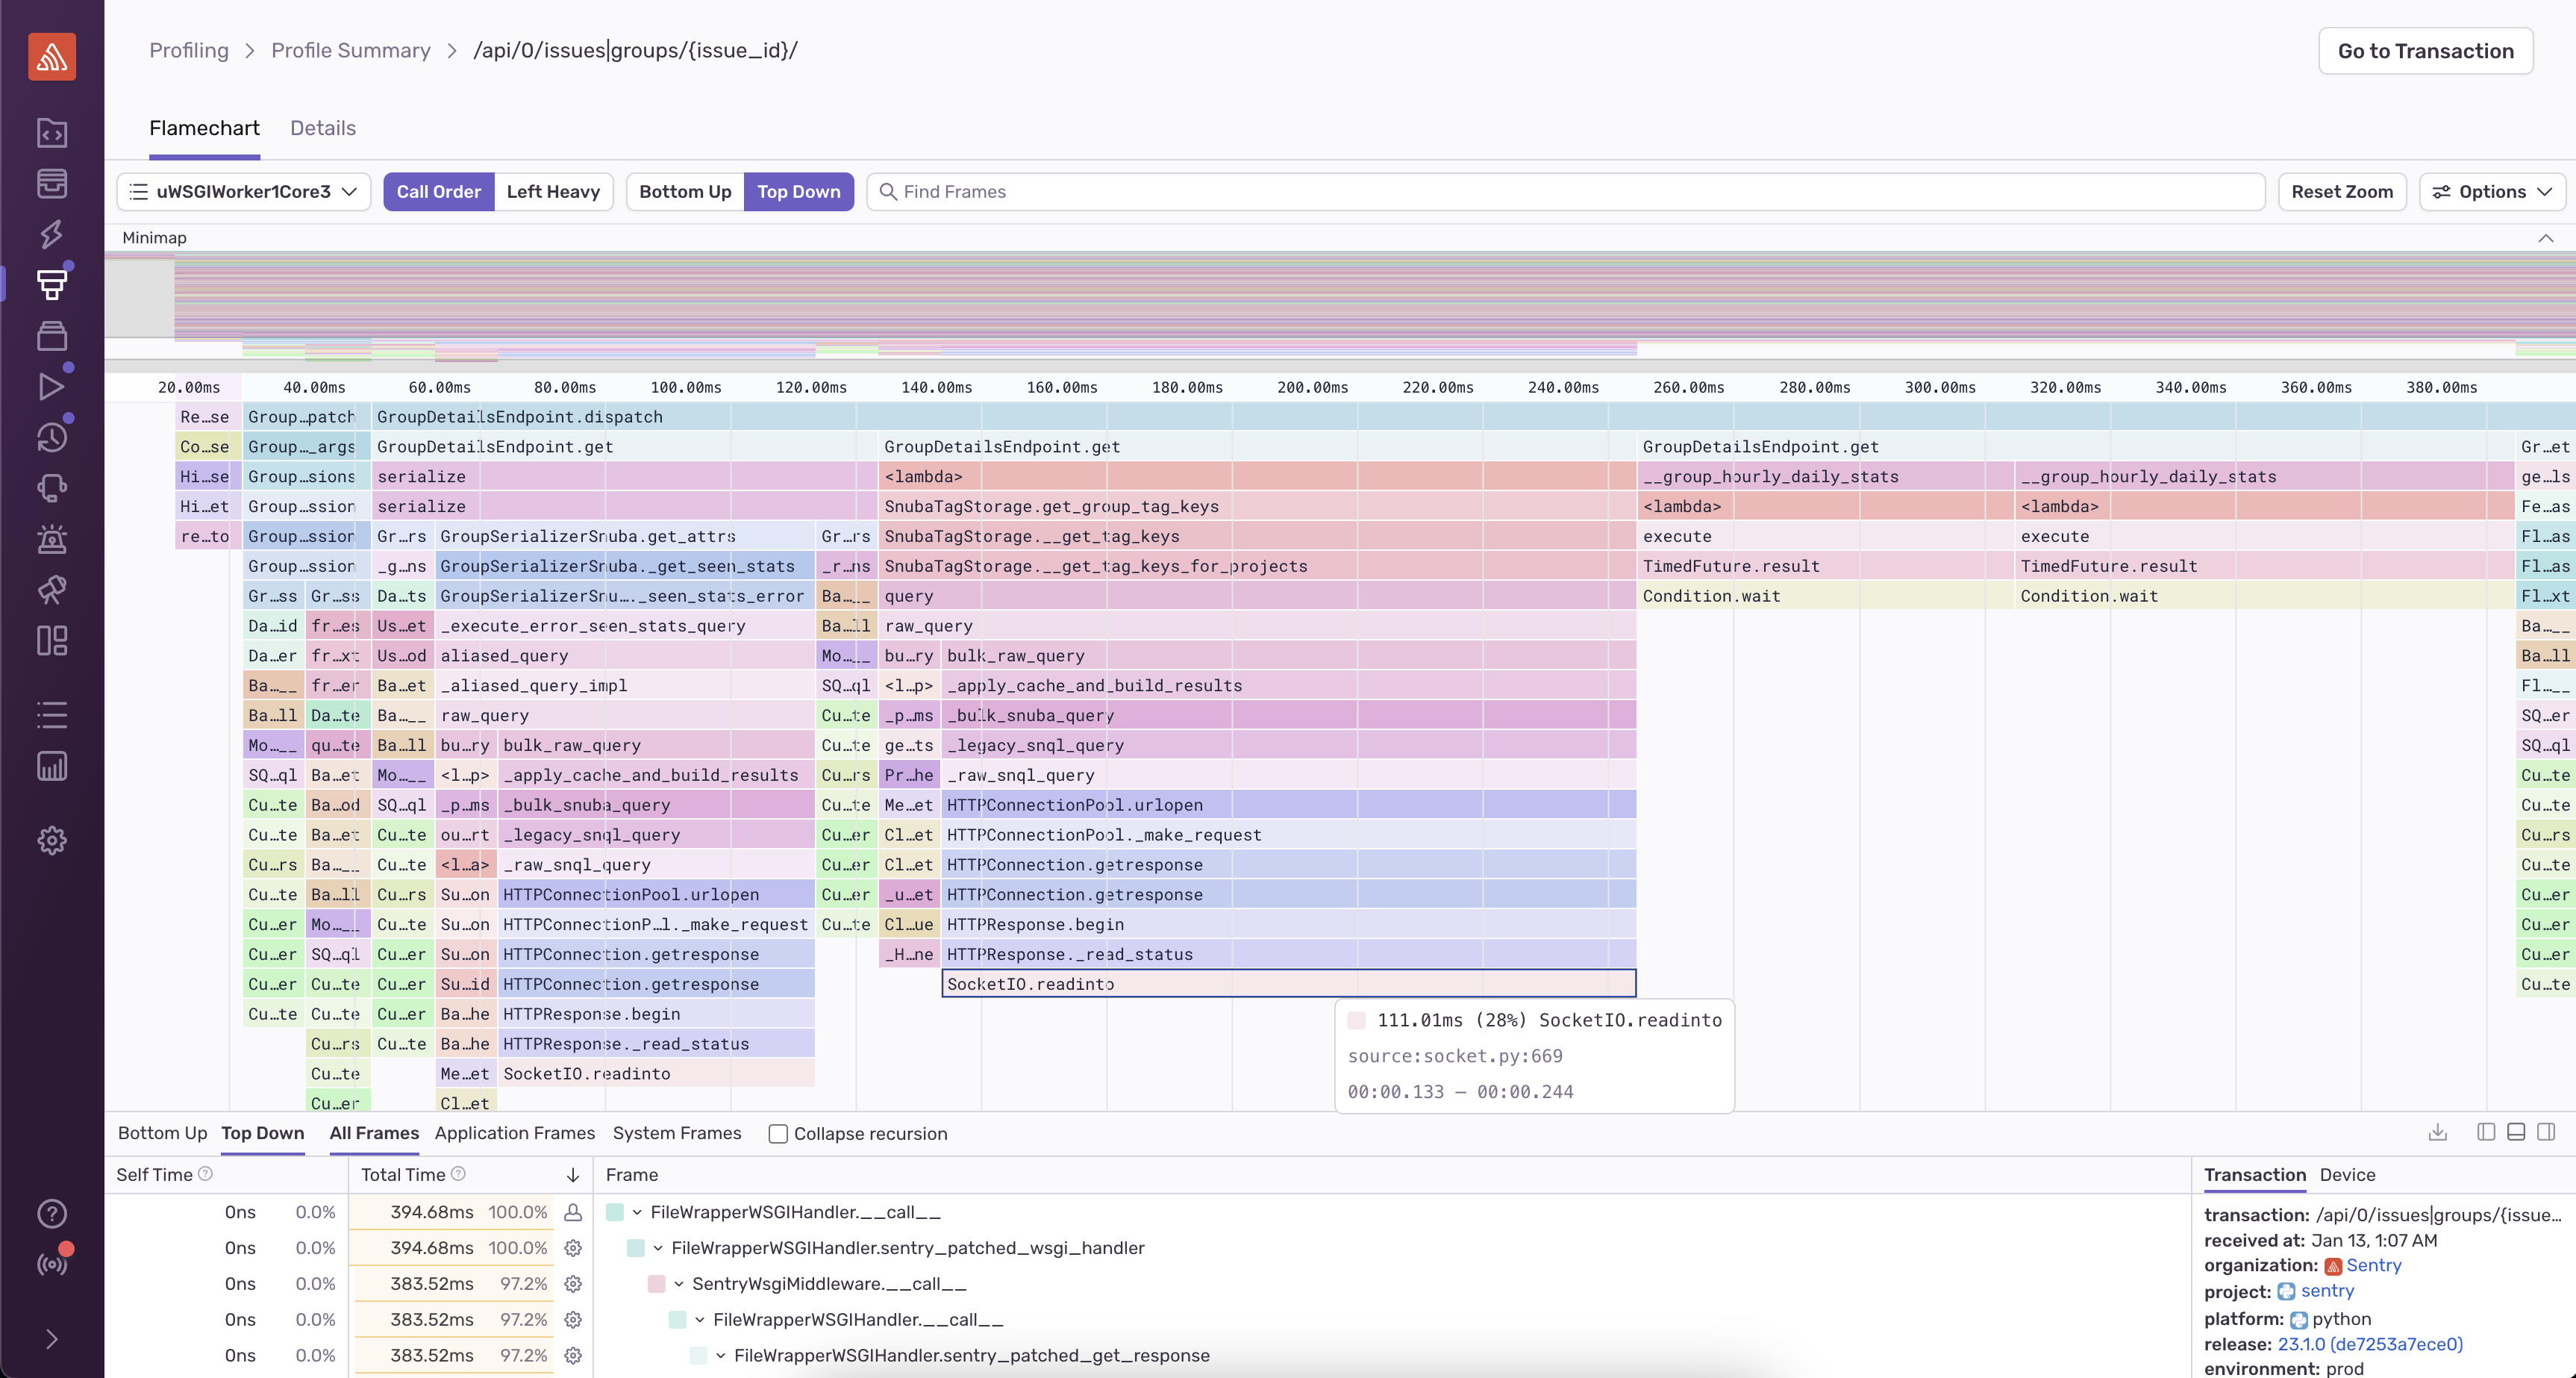 Profiling > Profile Summary > /api/0/issues|groups/{issue_id}/
Go to Transaction
Flamechart Details
uWSGIWorker1Core3 Call Order Left Heavy Bottom Up Top Down Find Frames Reset Zoom Options
Minimap
20.00ms 40.00ms 60.00ms 80.00ms 100.00ms 120.00ms 140.00ms 160.00ms 180.00ms 200.00ms 220.00ms 240.00ms 260.00ms 280.00ms 300.00ms 320.00ms 340.00ms 360.00ms 380.00ms
Re…se Group…patch GroupDetailsEndpoint.dispatch
Co…se Group…_args GroupDetailsEndpoint.get GroupDetailsEndpoint.get GroupDetailsEndpoint.get Gr…et
Hi…se Group…sions serialize <lambda> __group_hourly_daily_stats __group_hourly_daily_stats ge…ls
Hi…et Group…ssion serialize SnubaTagStorage.get_group_tag_keys <lambda> <lambda> Fe…as
re…to Group…ssion Gr…rs GroupSerializerSnuba.get_attrs Gr…rs SnubaTagStorage.__get_tag_keys execute execute Fl…as
Group…ssion _g…ns GroupSerializerSnuba._get_seen_stats _r…ns SnubaTagStorage.__get_tag_keys_for_projects TimedFuture.result TimedFuture.result Fl…as
Gr…ss Gr…ss Da…ts GroupSerializerSnu…._seen_stats_error Ba…__ query Condition.wait Condition.wait Fl…xt
Da…id fr…es Us…et _execute_error_seen_stats_query Ba…ll raw_query Ba…__
Da…er fr…xt Us…od aliased_query Mo…__ bu…ry bulk_raw_query Ba…ll
Ba…__ fr…er Ba…et _aliased_query_impl SQ…ql <l…p> _apply_cache_and_build_results Fl…__
Ba…ll Da…te Ba…__ raw_query Cu…te _p…ms _bulk_snuba_query SQ…er
Mo…__ qu…te Ba…ll bu…ry bulk_raw_query Cu…te ge…ts _legacy_snql_query SQ…ql
SQ…ql Ba…et Mo…__ <l…p> _apply_cache_and_build_results Cu…rs Pr…he _raw_snql_query Cu…te
Cu…te Ba…od SQ…ql _p…ms _bulk_snuba_query Cu…te Me…et HTTPConnectionPool.urlopen Cu…te
Cu…te Ba…et Cu…te ou…rt _legacy_snql_query Cu…er Cl…et HTTPConnectionPool._make_request Cu…rs
Cu…rs Ba…__ Cu…te <l…a> _raw_snql_query Cu…er Cl…et HTTPConnection.getresponse Cu…te
Cu…te Ba…ll Cu…rs Su…on HTTPConnectionPool.urlopen Cu…er _u…et HTTPConnection.getresponse Cu…er
Cu…er Mo…__ Cu…te Su…on HTTPConnectionP…l._make_request Cu…te Cl…ue HTTPResponse.begin Cu…er
Cu…er SQ…ql Cu…er Su…on HTTPConnection.getresponse _H…ne HTTPResponse._read_status Cu…er
Cu…er Cu…te Cu…er Su…id HTTPConnection.getresponse SocketIO.readinto Cu…te
Cu…te Cu…te Cu…er Ba…he HTTPResponse.begin
Cu…rs Cu…te Ba…he HTTPResponse._read_status
Cu…te Me…et SocketIO.readinto
Cu…er Cl…et
111.01ms (28%) SocketIO.readinto
source:socket.py:669
00:00.133 — 00:00.244
Bottom Up Top Down All Frames Application Frames System Frames Collapse recursion
Self Time Total Time Frame
0ns 0.0% 394.68ms 100.0% FileWrapperWSGIHandler.__call__
0ns 0.0% 394.68ms 100.0% FileWrapperWSGIHandler.sentry_patched_wsgi_handler
0ns 0.0% 383.52ms 97.2% SentryWsgiMiddleware.__call__
0ns 0.0% 383.52ms 97.2% FileWrapperWSGIHandler.__call__
0ns 0.0% 383.52ms 97.2% FileWrapperWSGIHandler.sentry_patched_get_response
Transaction Device
transaction: /api/0/issues|groups/{issue…
received at: Jan 13, 1:07 AM
organization: Sentry
project: sentry
platform: python
release: 23.1.0 (de7253a7ece0)
environment: prod